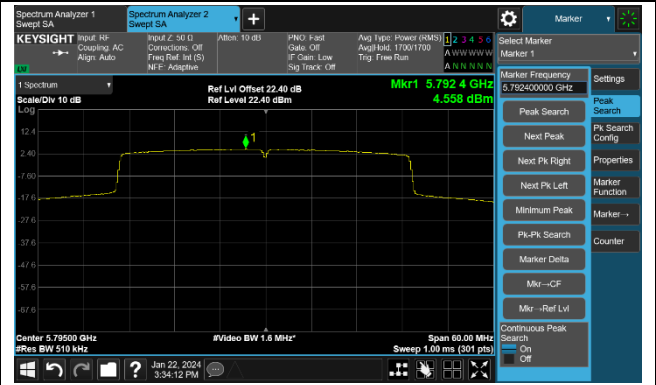 Spectrum Analyzer 1
Swept SA
Spectrum Analyzer 2
Swept SA
+
Marker
KEYSIGHT
Input: RF
Coupling: AC
Align: Auto
Input Z: 50 Ω
Corrections: Off
Freq Ref: Int (S)
NFE: Adaptive
Atten: 10 dB
PNO: Fast
Gate: Off
IF Gain: Low
Sig Track: Off
Avg Type: Power (RMS)
Avg|Hold: 1700/1700
Trig: Free Run
1 2 3 4 5 6
A W W W W W
A N N N N N
Select Marker
Marker 1
1 Spectrum
Scale/Div 10 dB
Log
Ref Lvl Offset 22.40 dB
Ref Level 22.40 dBm
Mkr1 5.792 4 GHz
4.558 dBm
1
12.4
2.40
-7.60
-17.6
-27.6
-37.6
-47.6
-57.6
-67.6
Center 5.79500 GHz
#Res BW 510 kHz
#Video BW 1.6 MHz*
Span 60.00 MHz
Sweep 1.00 ms (301 pts)
Marker Frequency
5.792400000 GHz
Peak Search
Next Peak
Next Pk Right
Next Pk Left
Minimum Peak
Pk-Pk Search
Marker Delta
Mkr→CF
Mkr→Ref Lvl
Continuous Peak
Search
On
Off
Settings
Peak
Search
Pk Search
Config
Properties
Marker
Function
Marker→
Counter
?
Jan 22, 2024
3:34:12 PM